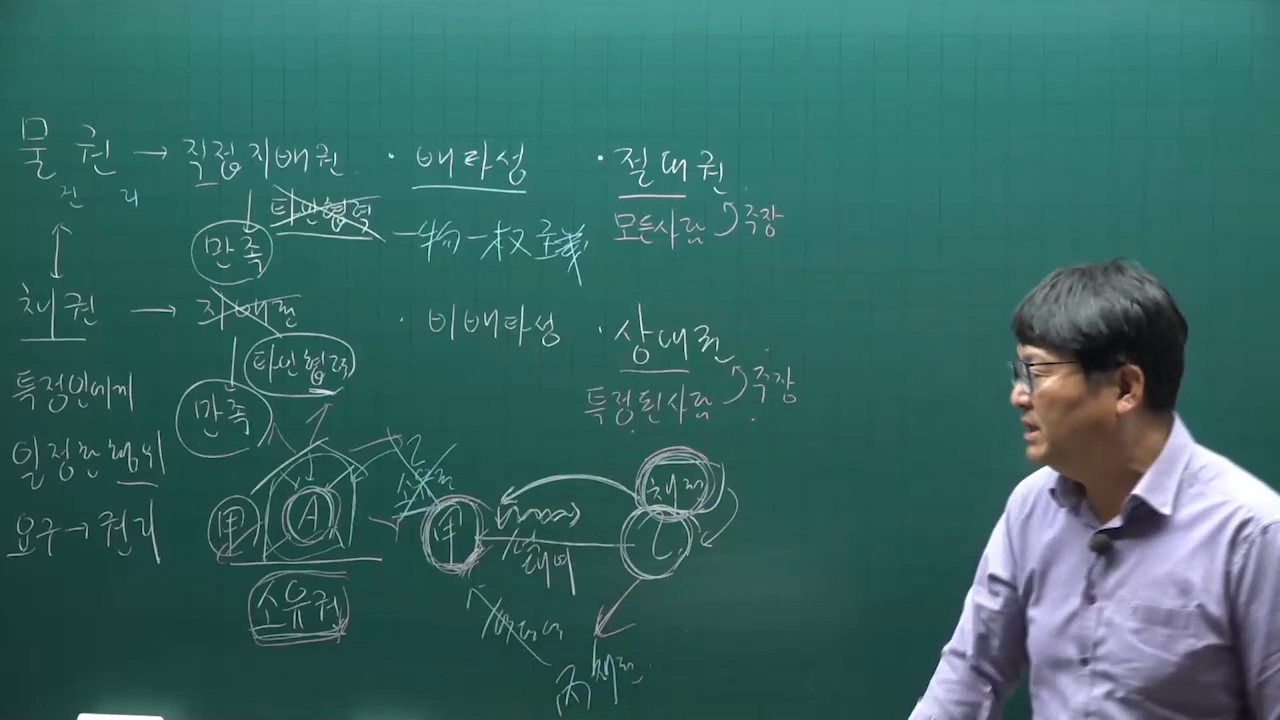 물권 → 직접지배권 · 배타성 · 절대권
타인협력
모든사람 주장
만족
一物一权主義
채권 → 지배권 · 비배타성 · 상대권
타인협력
특정인에게
만족
특정된사람 주장
일정한 행위
요구 → 권리
甲
A
甲
乙
채권
소유권
丙
채권